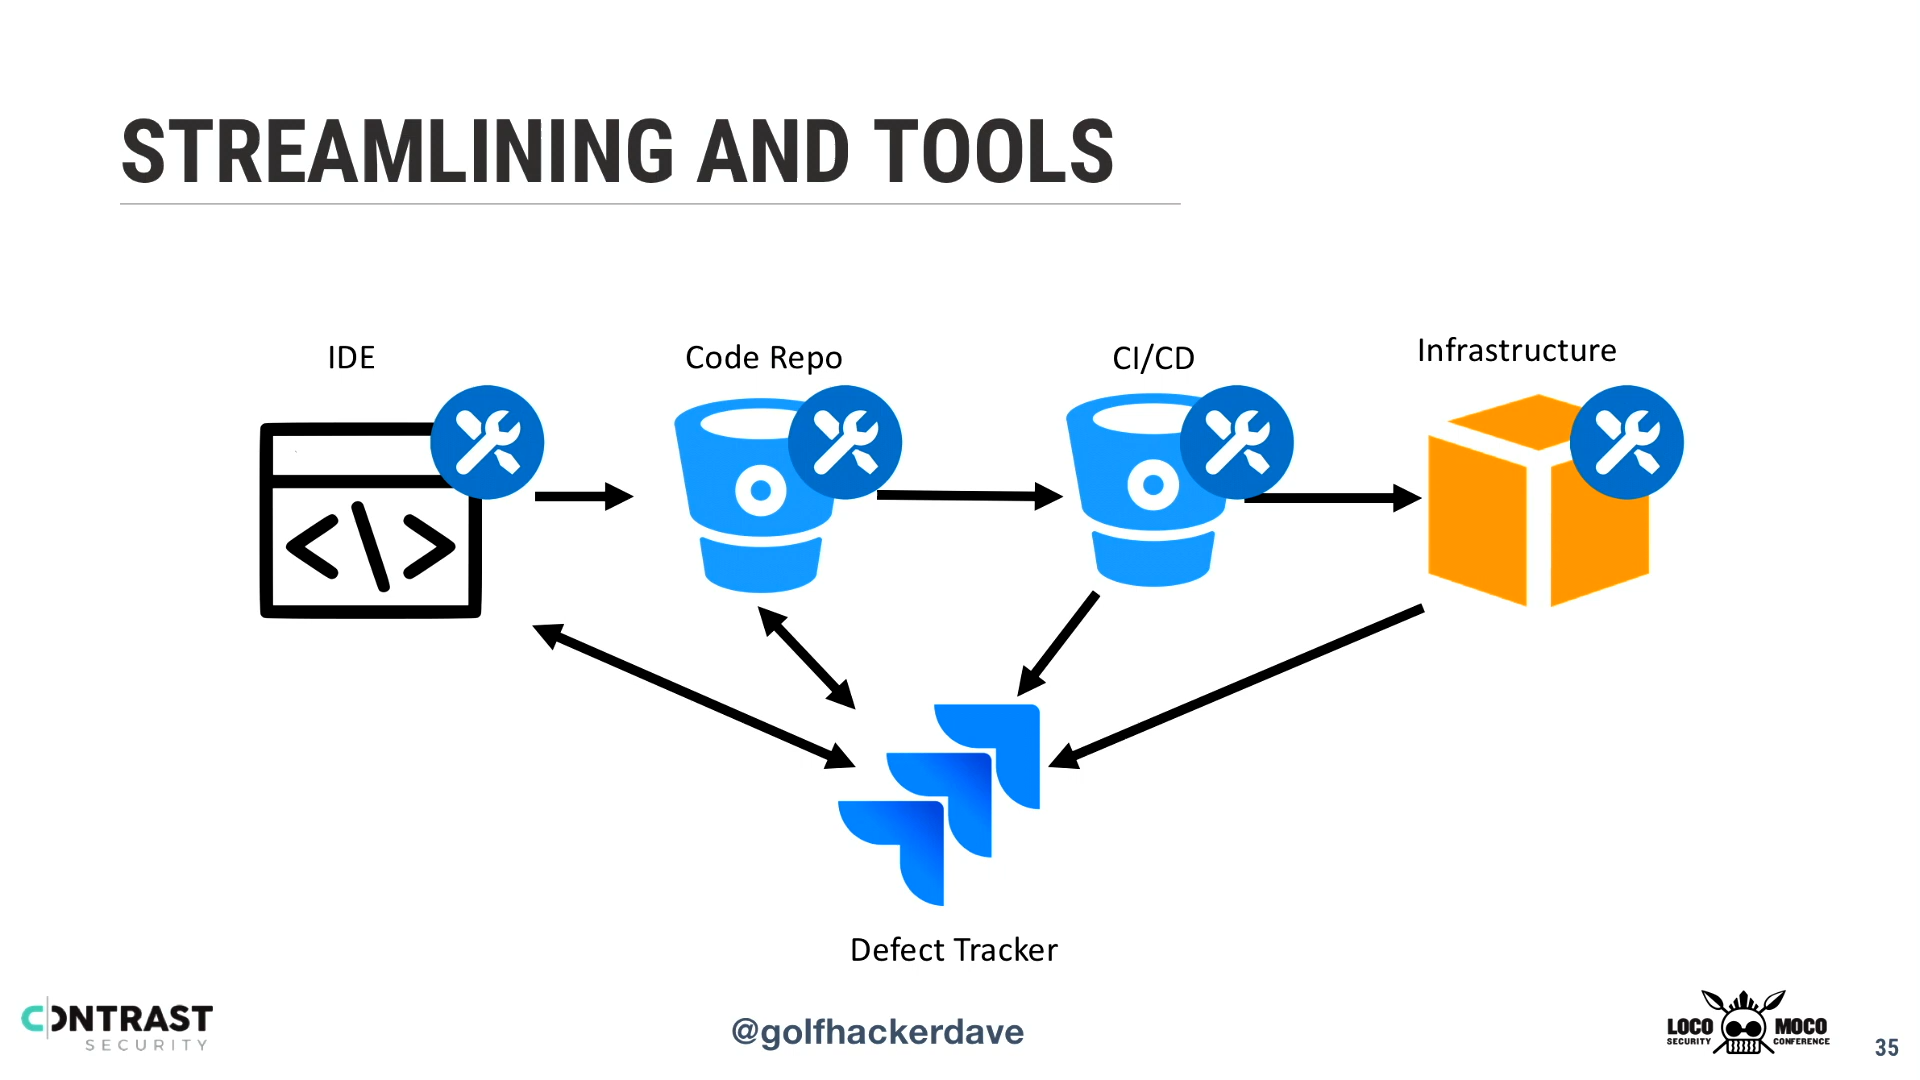 STREAMLINING AND TOOLS
IDE
Code Repo
CI/CD
Infrastructure
Defect Tracker
CONTRAST
SECURITY
@golfhackerdave
LOCO MOCO
SECURITY CONFERENCE
35